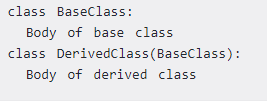 class BaseClass:
  Body of base class
class DerivedClass(BaseClass):
  Body of derived class